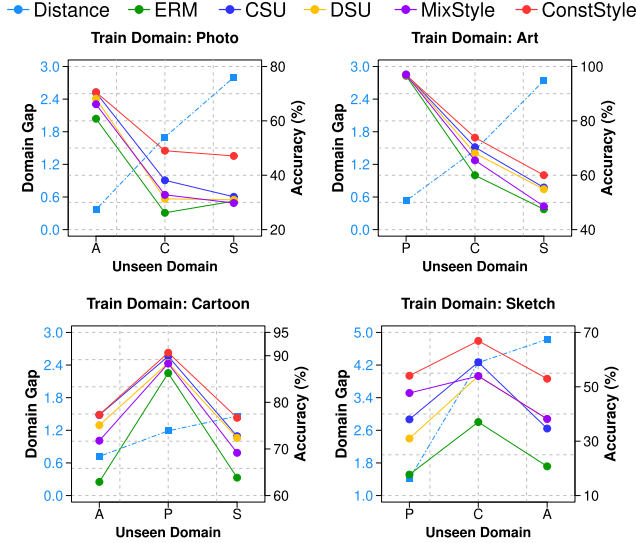 Distance ERM CSU DSU MixStyle ConstStyle
Train Domain: Photo
Train Domain: Art
3.0
2.4
1.8
1.2
0.6
0.0
Domain Gap
80
60
40
20
Accuracy (%)
A C S
Unseen Domain
3.0
2.4
1.8
1.2
0.6
0.0
Domain Gap
100
80
60
40
Accuracy (%)
P C S
Unseen Domain
Train Domain: Cartoon
Train Domain: Sketch
3.0
2.4
1.8
1.2
0.6
0.0
Domain Gap
95
90
80
70
60
Accuracy (%)
A P S
Unseen Domain
5.0
4.2
3.4
2.6
1.8
1.0
Domain Gap
70
50
30
10
Accuracy (%)
P C A
Unseen Domain